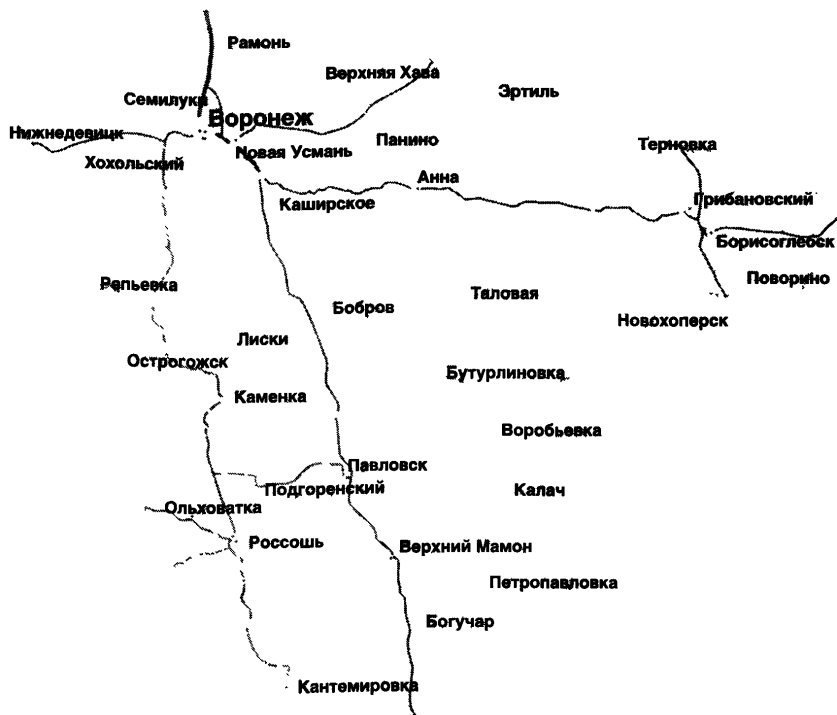 Рамонь
Верхняя Хава
Эртиль
Семилуки
Воронеж
Нижнедевицк
Новая Усмань
Панино
Терновка
Хохольский
Анна
Каширское
Грибановский
Борисоглебск
Репьевка
Поворино
Таловая
Бобров
Новохоперск
Лиски
Острогожск
Бутурлиновка
Каменка
Воробьевка
Павловск
Подгоренский
Калач
Ольховатка
Россошь
Верхний Мамон
Петропавловка
Богучар
Кантемировка